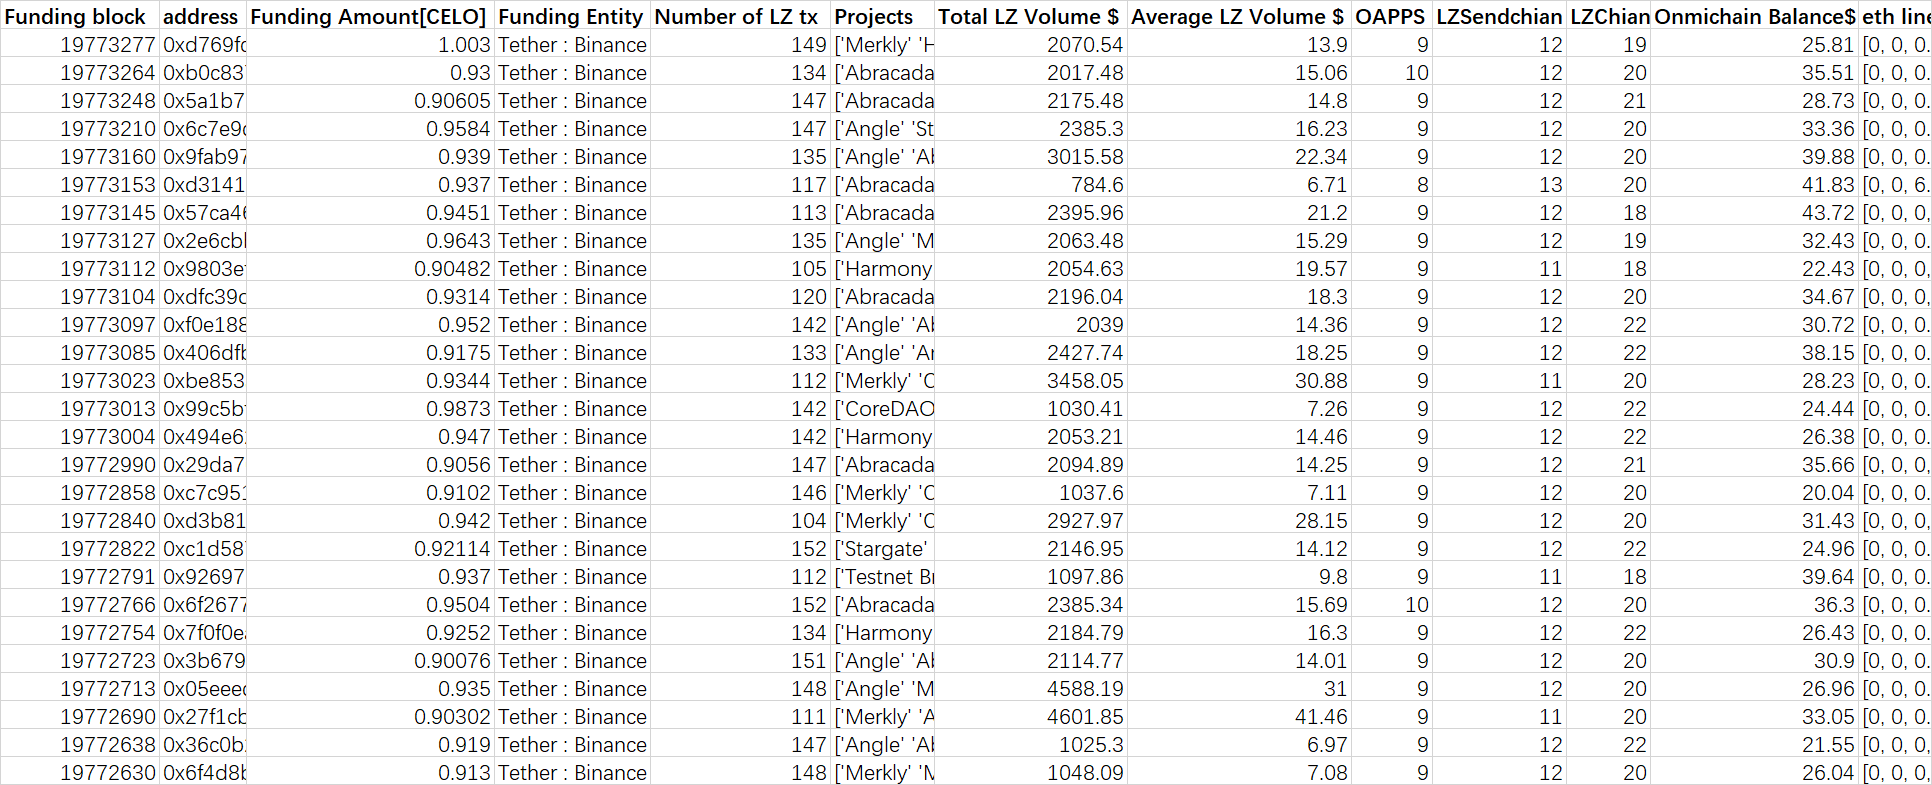 Funding block address Funding Amount[CELO] Funding Entity Number of LZ tx Projects Total LZ Volume $ Average LZ Volume $ OAPPS LZSendchian LZChian Onmichain Balance$ eth line
19773277 0xd769fc 1.003 Tether : Binance 149 ['Merkly' 'H 2070.54 13.9 9 12 19 25.81 [0, 0, 0.
19773264 0xb0c837 0.93 Tether : Binance 134 ['Abracada 2017.48 15.06 10 12 20 35.51 [0, 0, 0.
19773248 0x5a1b7 0.90605 Tether : Binance 147 ['Abracada 2175.48 14.8 9 12 21 28.73 [0, 0, 0.
19773210 0x6c7e9c 0.9584 Tether : Binance 147 ['Angle' 'St 2385.3 16.23 9 12 20 33.36 [0, 0, 0.
19773160 0x9fab97 0.939 Tether : Binance 135 ['Angle' 'Al 3015.58 22.34 9 12 20 39.88 [0, 0, 0.
19773153 0xd3141 0.937 Tether : Binance 117 ['Abracada 784.6 6.71 8 13 20 41.83 [0, 0, 6.
19773145 0x57ca46 0.9451 Tether : Binance 113 ['Abracada 2395.96 21.2 9 12 18 43.72 [0, 0, 0,
19773127 0x2e6cbl 0.9643 Tether : Binance 135 ['Angle' 'M 2063.48 15.29 9 12 19 32.43 [0, 0, 0.
19773112 0x9803e 0.90482 Tether : Binance 105 ['Harmony 2054.63 19.57 9 11 18 22.43 [0, 0, 0,
19773104 0xdfc39c 0.9314 Tether : Binance 120 ['Abracada 2196.04 18.3 9 12 20 34.67 [0, 0, 0.
19773097 0xf0e188 0.952 Tether : Binance 142 ['Angle' 'Al 2039 14.36 9 12 22 30.72 [0, 0, 0.
19773085 0x406dfb 0.9175 Tether : Binance 133 ['Angle' 'Ar 2427.74 18.25 9 12 22 38.15 [0, 0, 0.
19773023 0xbe853 0.9344 Tether : Binance 112 ['Merkly' 'C 3458.05 30.88 9 11 20 28.23 [0, 0, 0.
19773013 0x99c5b 0.9873 Tether : Binance 142 ['CoreDAO 1030.41 7.26 9 12 22 24.44 [0, 0, 0.
19773004 0x494e6 0.947 Tether : Binance 142 ['Harmony 2053.21 14.46 9 12 22 26.38 [0, 0, 0.
19772990 0x29da7 0.9056 Tether : Binance 147 ['Abracada 2094.89 14.25 9 12 21 35.66 [0, 0, 0.
19772858 0xc7c951 0.9102 Tether : Binance 146 ['Merkly' 'C 1037.6 7.11 9 12 20 20.04 [0, 0, 0.
19772840 0xd3b81 0.942 Tether : Binance 104 ['Merkly' 'C 2927.97 28.15 9 12 20 31.43 [0, 0, 0.
19772822 0xc1d587 0.92114 Tether : Binance 152 ['Stargate' 2146.95 14.12 9 12 22 24.96 [0, 0, 0.
19772791 0x92697 0.937 Tether : Binance 112 ['Testnet Br 1097.86 9.8 9 11 18 39.64 [0, 0, 0.
19772766 0x6f2677 0.9504 Tether : Binance 152 ['Abracada 2385.34 15.69 10 12 20 36.3 [0, 0, 0.
19772754 0x7f0f0e 0.9252 Tether : Binance 134 ['Harmony 2184.79 16.3 9 12 22 26.43 [0, 0, 0.
19772723 0x3b679 0.90076 Tether : Binance 151 ['Angle' 'Al 2114.77 14.01 9 12 20 30.9 [0, 0, 0.
19772713 0x05eeec 0.935 Tether : Binance 148 ['Angle' 'M 4588.19 31 9 12 20 26.96 [0, 0, 0.
19772690 0x27f1cb 0.90302 Tether : Binance 111 ['Merkly' 'A 4601.85 41.46 9 11 20 33.05 [0, 0, 0.
19772638 0x36c0b 0.919 Tether : Binance 147 ['Angle' 'Al 1025.3 6.97 9 12 22 21.55 [0, 0, 0,
19772630 0x6f4d8b 0.913 Tether : Binance 148 ['Merkly' 'M 1048.09 7.08 9 12 20 26.04 [0, 0, 0,